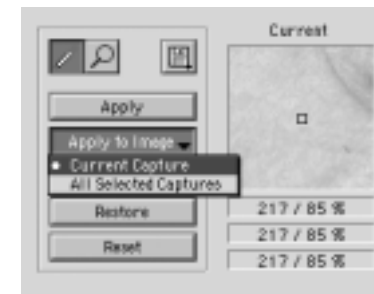 Current
Apply
Apply to Image
Current Capture
All Selected Captures
Restore
Reset
217 / 85 %
217 / 85 %
217 / 85 %